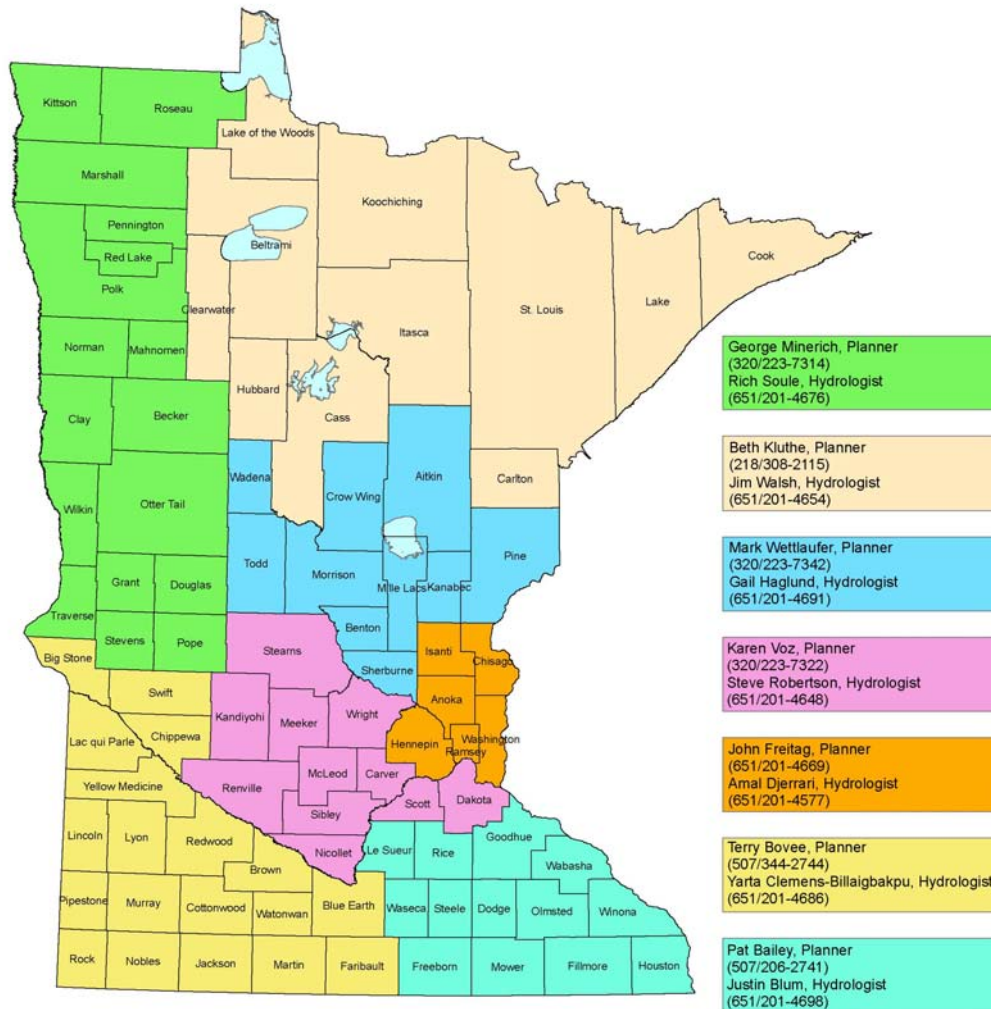 Kittson
Roseau
Lake of the Woods
Marshall
Koochiching
Pennington
Red Lake
Beltrami
Cook
Polk
Clearwater
St. Louis
Lake
Itasca
Norman
Mahnomen
Hubbard
Clay
Becker
Cass
Wadena
Aitkin
Carlton
Crow Wing
Otter Tail
Wilkin
Todd
Morrison
Mille Lacs
Kanabec
Pine
Grant
Douglas
Traverse
Benton
Stevens
Pope
Stearns
Isanti
Chisago
Big Stone
Sherburne
Swift
Anoka
Kandiyohi
Meeker
Wright
Chippewa
Lac qui Parle
Hennepin
Washington
Ramsey
McLeod
Carver
Yellow Medicine
Renville
Scott
Dakota
Sibley
Lincoln
Lyon
Redwood
Nicollet
Le Sueur
Rice
Goodhue
Wabasha
Brown
Pipestone
Murray
Cottonwood
Watonwan
Blue Earth
Waseca
Steele
Dodge
Olmsted
Winona
Rock
Nobles
Jackson
Martin
Faribault
Freeborn
Mower
Fillmore
Houston
George Minerich, Planner
(320/223-7314)
Rich Soule, Hydrologist
(651/201-4676)
Beth Kluthe, Planner
(218/308-2115)
Jim Walsh, Hydrologist
(651/201-4654)
Mark Wettlaufer, Planner
(320/223-7342)
Gail Haglund, Hydrologist
(651/201-4691)
Karen Voz, Planner
(320/223-7322)
Steve Robertson, Hydrologist
(651/201-4648)
John Freitag, Planner
(651/201-4669)
Amal Djerrari, Hydrologist
(651/201-4577)
Terry Bovee, Planner
(507/344-2744)
Yarta Clemens-Billaigbakpu, Hydrologist
(651/201-4686)
Pat Bailey, Planner
(507/206-2741)
Justin Blum, Hydrologist
(651/201-4698)